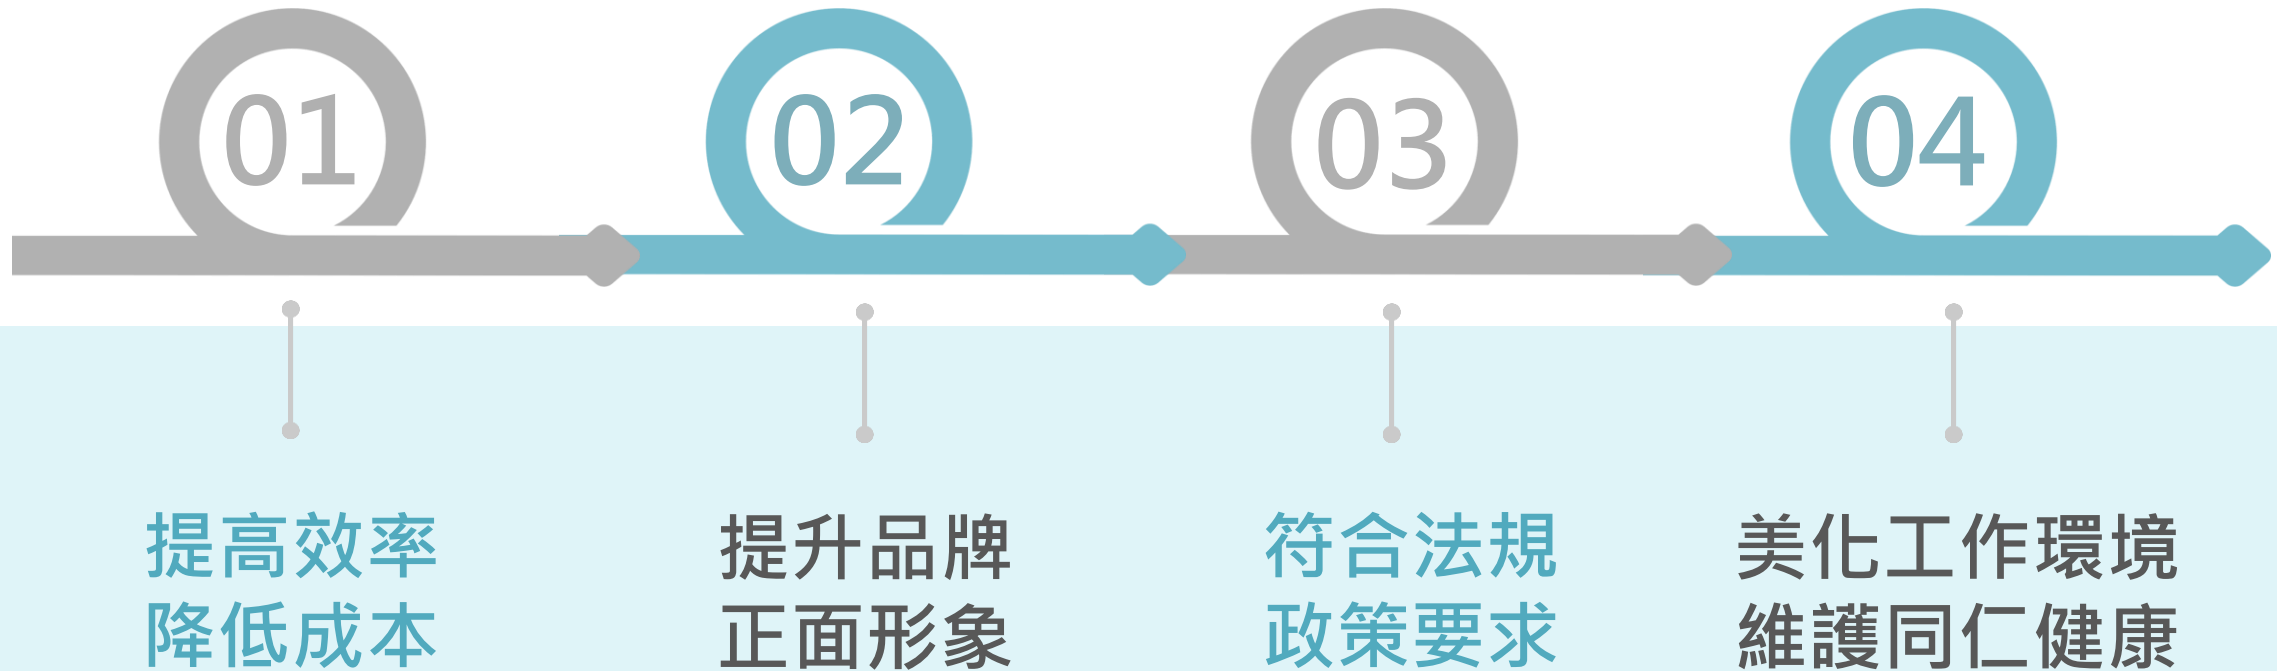 01
02
03
04
提高效率
降低成本
提升品牌
正面形象
符合法規
政策要求
美化工作環境
維護同仁健康